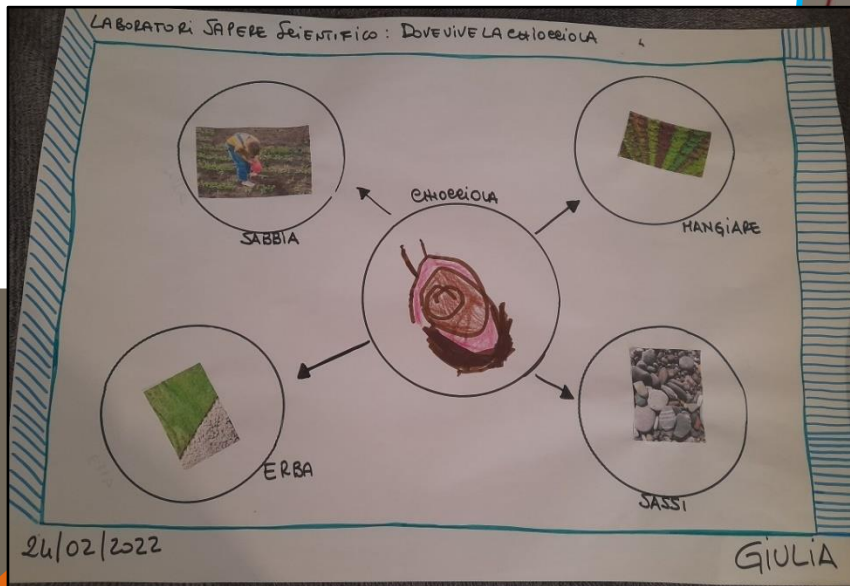 LABORATORI SAPERE SCIENTIFICO: DOVE VIVE LA CHIOCCIOLA
CHIOCCIOLA
SABBIA
MANGIARE
ERBA
SASSI
24/02/2022
GIULIA